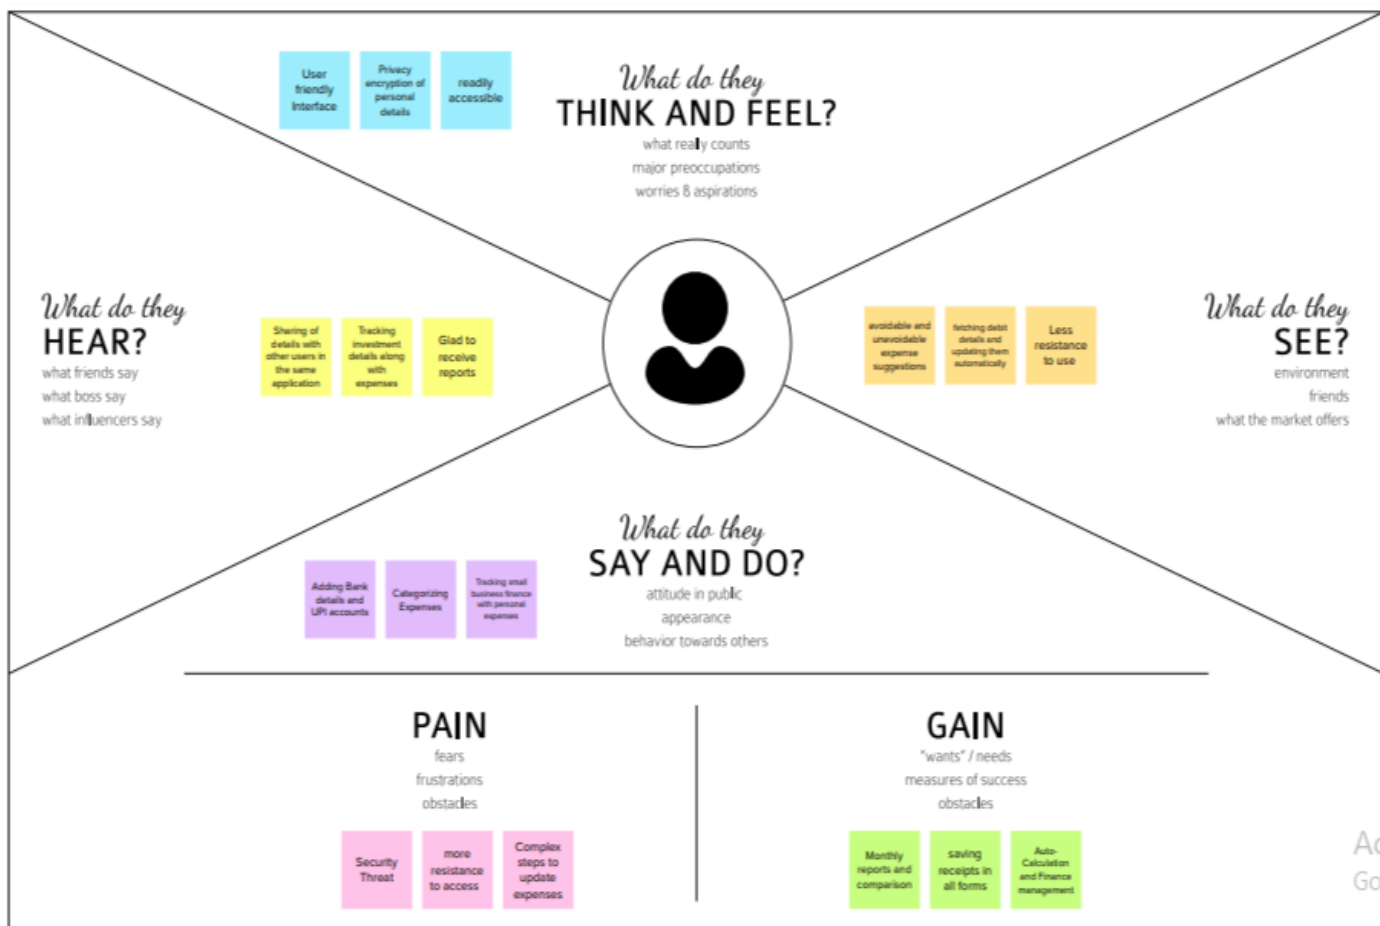 User
friendly
Interface
Privacy
encryption of
personal
details
readily
accessible
What do they
THINK AND FEEL?
what really counts
major preoccupations
worries & aspirations
What do they
HEAR?
what friends say
what boss say
what influencers say
Sharing of
details with
other users in
the same
application
Tracking
investment
details along
with
expenses
Glad to
receive
reports
avoidable and
unavoidable
expense
suggestions
fetching debit
details and
updating them
automatically
Less
resistance
to use
What do they
SEE?
environment
friends
what the market offers
What do they
SAY AND DO?
attitude in public
appearance
behavior towards others
Adding Bank
details and
UPI accounts
Categorizing
Expenses
Tracking small
business finance
with personal
expenses
PAIN
fears
frustrations
obstacles
Security
Threat
more
resistance
to access
Complex
steps to
update
expenses
GAIN
"wants" / needs
measures of success
obstacles
Monthly
reports and
comparison
saving
receipts in
all forms
Auto-
Calculation
and Finance
management
Ac
Go